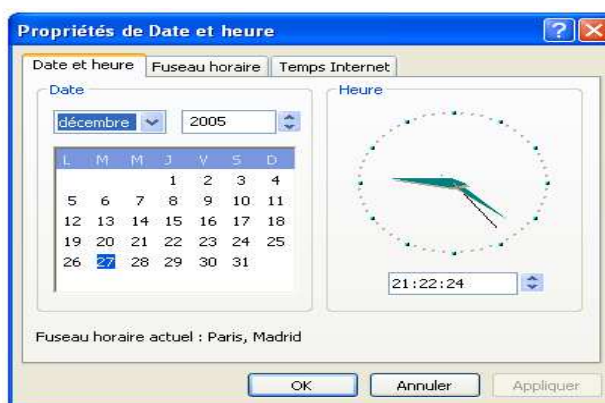 Propriétés de Date et heure
Date et heure Fuseau horaire Temps Internet
Date
décembre 2005
L M M J V S D
1 2 3 4
5 6 7 8 9 10 11
12 13 14 15 16 17 18
19 20 21 22 23 24 25
26 27 28 29 30 31
Heure
21:22:24
Fuseau horaire actuel : Paris, Madrid
OK Annuler Appliquer